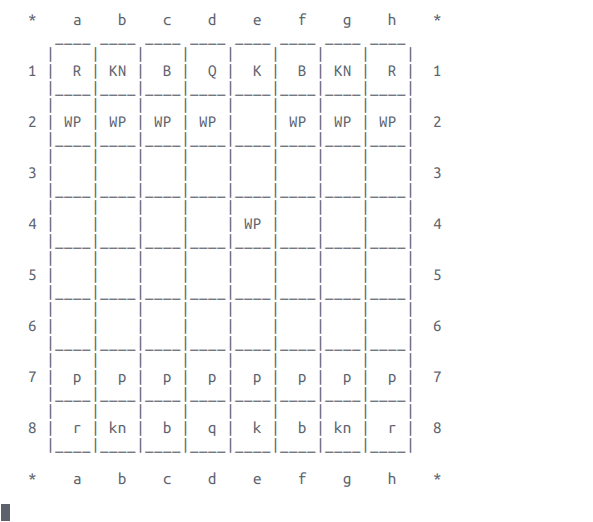 * a b c d e f g h *
1 R KN B Q K B KN R 1
2 WP WP WP WP WP WP WP 2
3 3
4 WP 4
5 5
6 6
7 p p p p p p p p 7
8 r kn b q k b kn r 8
* a b c d e f g h *